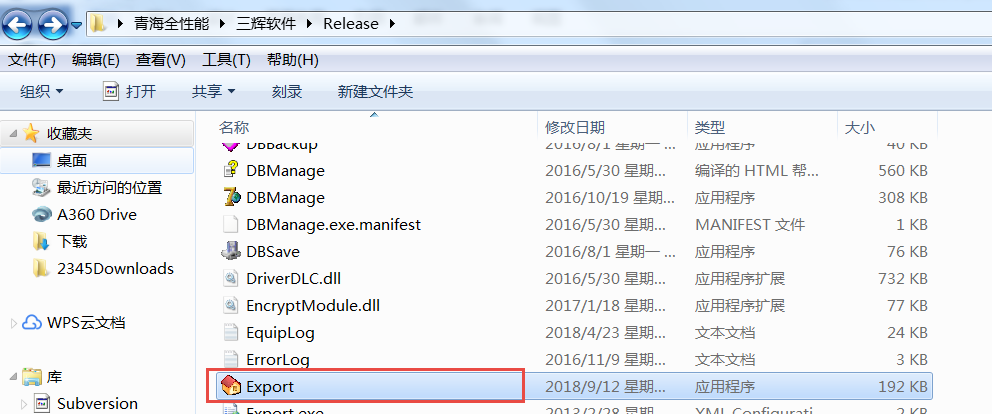 青海全性能 三辉软件 Release
文件(F) 编辑(E) 查看(V) 工具(T) 帮助(H)
组织 打开 共享 刻录 新建文件夹
收藏夹
桌面
最近访问的位置
A360 Drive
下载
2345Downloads
WPS云文档
库
Subversion
名称 修改日期 类型 大小
DBBackup 2016/8/1 星期一 ... 应用程序 40 KB
DBManage 2016/5/30 星期... 编译的 HTML 帮... 560 KB
DBManage 2016/10/19 星期... 应用程序 308 KB
DBManage.exe.manifest 2016/5/30 星期... MANIFEST 文件 1 KB
DBSave 2016/8/1 星期一 ... 应用程序 76 KB
DriverDLC.dll 2016/5/30 星期... 应用程序扩展 732 KB
EncryptModule.dll 2017/1/18 星期... 应用程序扩展 77 KB
EquipLog 2018/4/23 星期... 文本文档 24 KB
ErrorLog 2016/11/9 星期... 文本文档 3 KB
Export 2018/9/12 星期... 应用程序 192 KB
Export.exe 2013/2/28 星期... XML Configurati... 2 KB